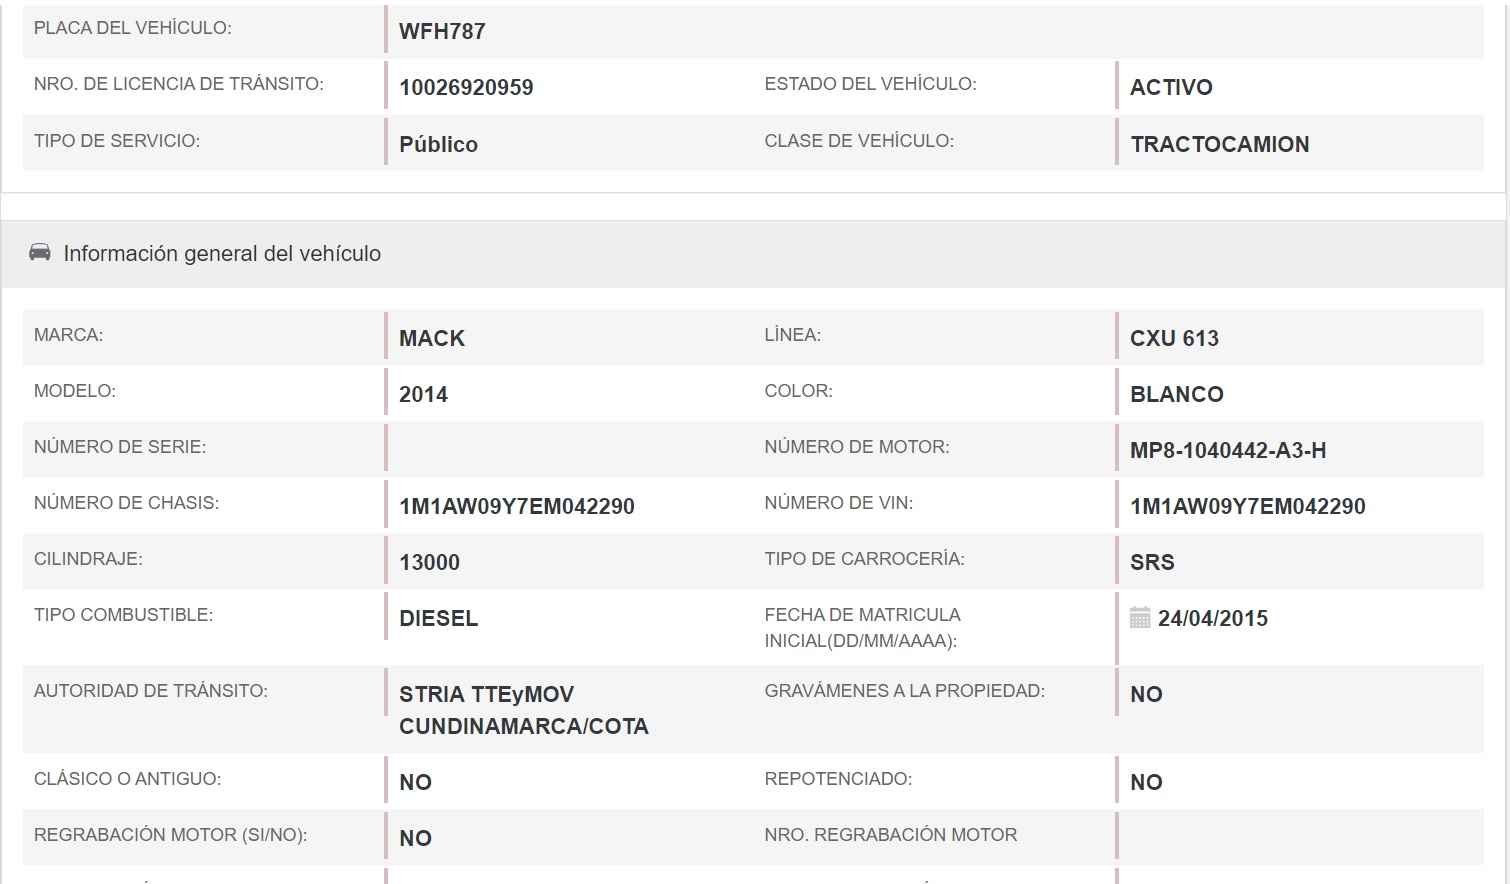 PLACA DEL VEHÍCULO: WFH787
NRO. DE LICENCIA DE TRÁNSITO: 10026920959 ESTADO DEL VEHÍCULO: ACTIVO
TIPO DE SERVICIO: Público CLASE DE VEHÍCULO: TRACTOCAMION
Información general del vehículo
MARCA: MACK LÍNEA: CXU 613
MODELO: 2014 COLOR: BLANCO
NÚMERO DE SERIE: NÚMERO DE MOTOR: MP8-1040442-A3-H
NÚMERO DE CHASIS: 1M1AW09Y7EM042290 NÚMERO DE VIN: 1M1AW09Y7EM042290
CILINDRAJE: 13000 TIPO DE CARROCERÍA: SRS
TIPO COMBUSTIBLE: DIESEL FECHA DE MATRICULA 24/04/2015
INICIAL(DD/MM/AAAA):
AUTORIDAD DE TRÁNSITO: STRIA TTEyMOV GRAVÁMENES A LA PROPIEDAD: NO
CUNDINAMARCA/COTA
CLÁSICO O ANTIGUO: NO REPOTENCIADO: NO
REGRABACIÓN MOTOR (SI/NO): NO NRO. REGRABACIÓN MOTOR